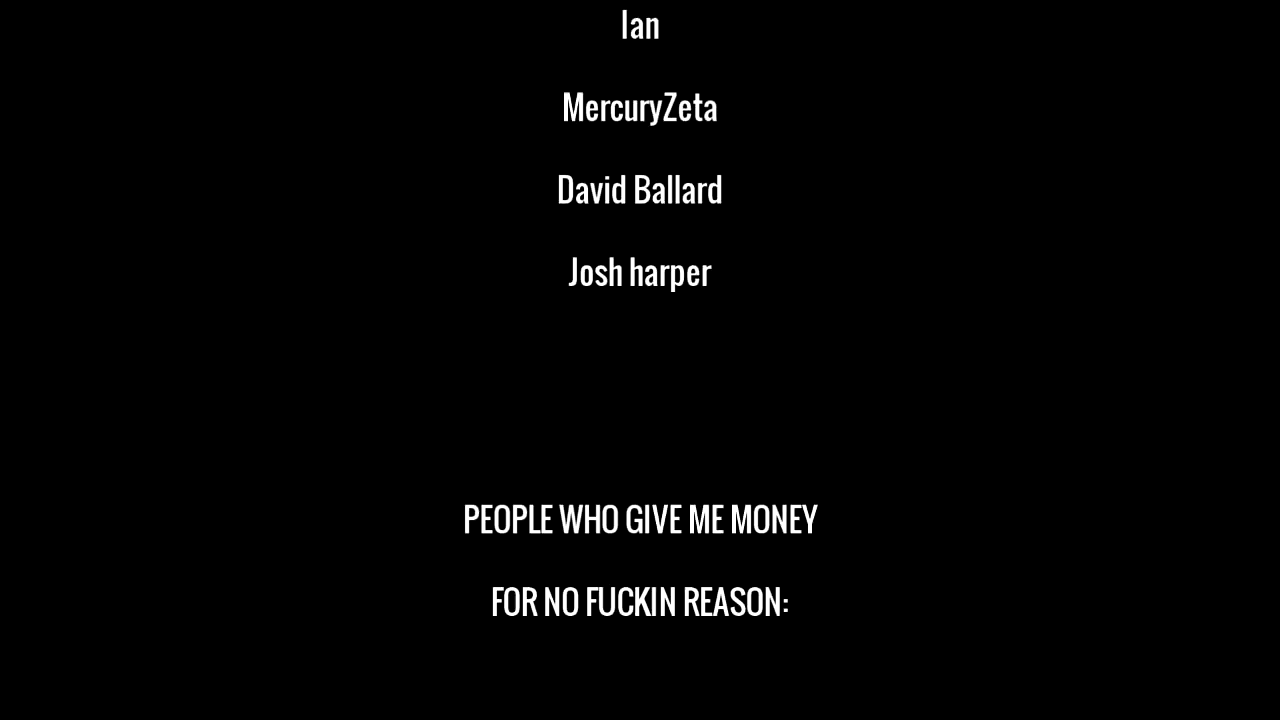 Ian
MercuryZeta
David Ballard
Josh harper
PEOPLE WHO GIVE ME MONEY
FOR NO FUCKIN REASON: